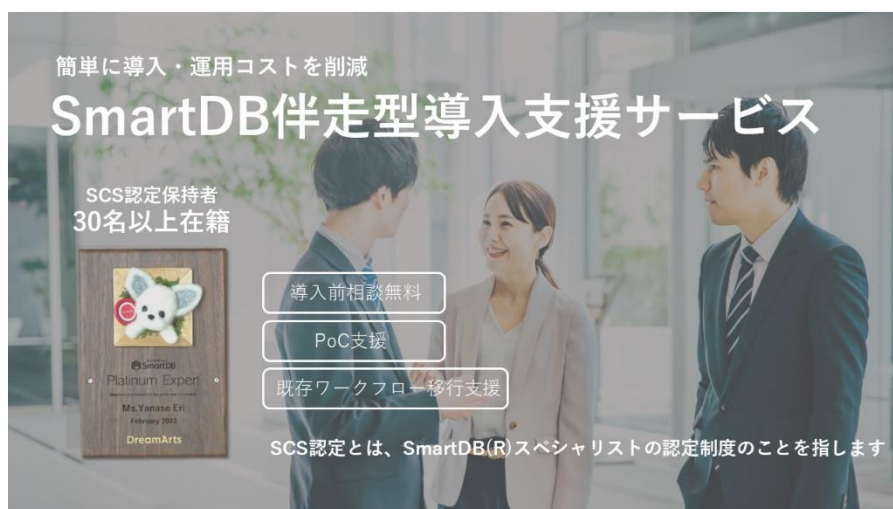 簡単に導入・運用コストを削減
SmartDB伴走型導入支援サービス
SCS認定保持者
30名以上在籍
SmartDB
Platinum Expert
Ms.Yanase Eri
February 2023
DreamArts
導入前相談無料
PoC支援
既存ワークフロー移行支援
SCS認定とは、SmartDB(R)スペシャリストの認定制度のことを指します